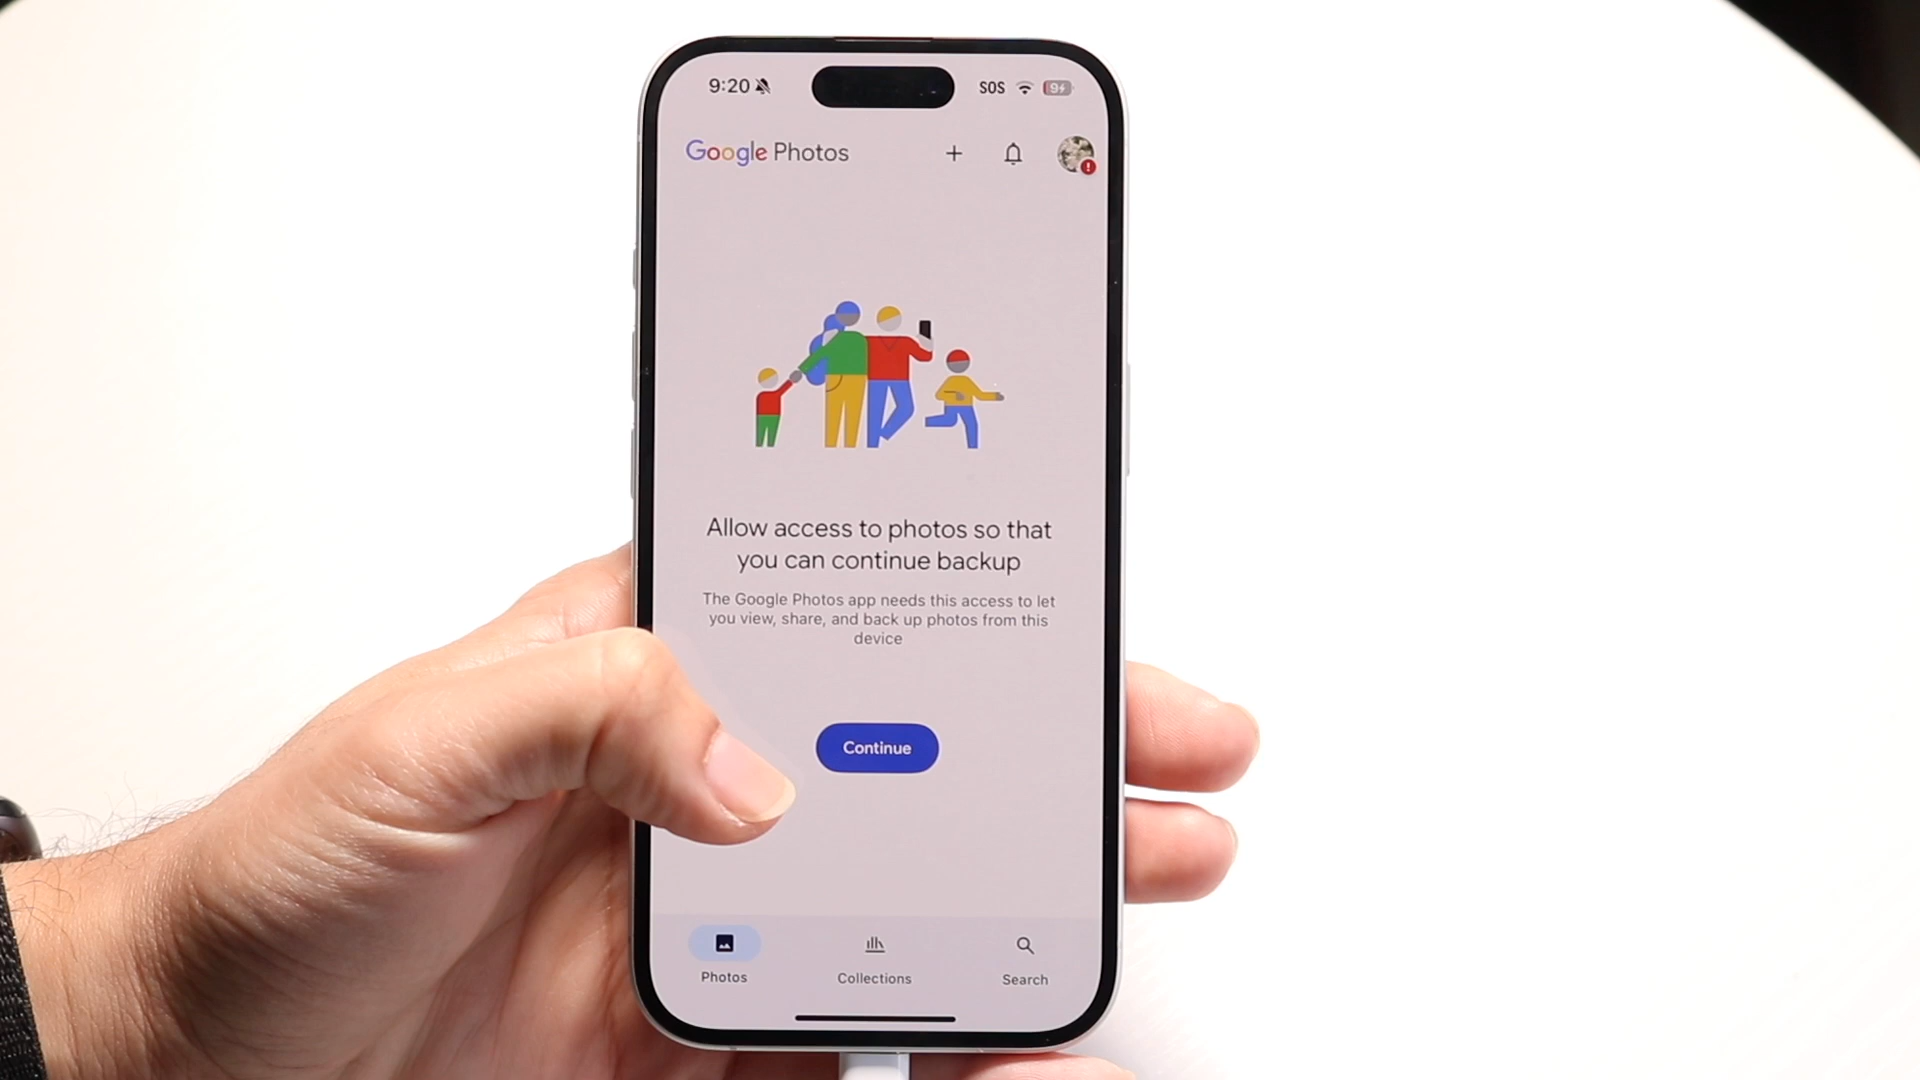 9:20
SOS
9
Google Photos
!
Allow access to photos so that
you can continue backup
The Google Photos app needs this access to let
you view, share, and back up photos from this
device
Continue
Photos
Collections
Search